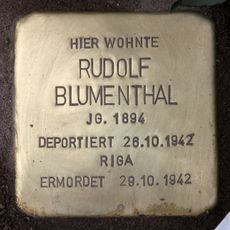 HIER WOHNTE
RUDOLF
BLUMENTHAL
JG. 1894
DEPORTIERT 26.10.1942
RIGA
ERMORDET 29.10.1942